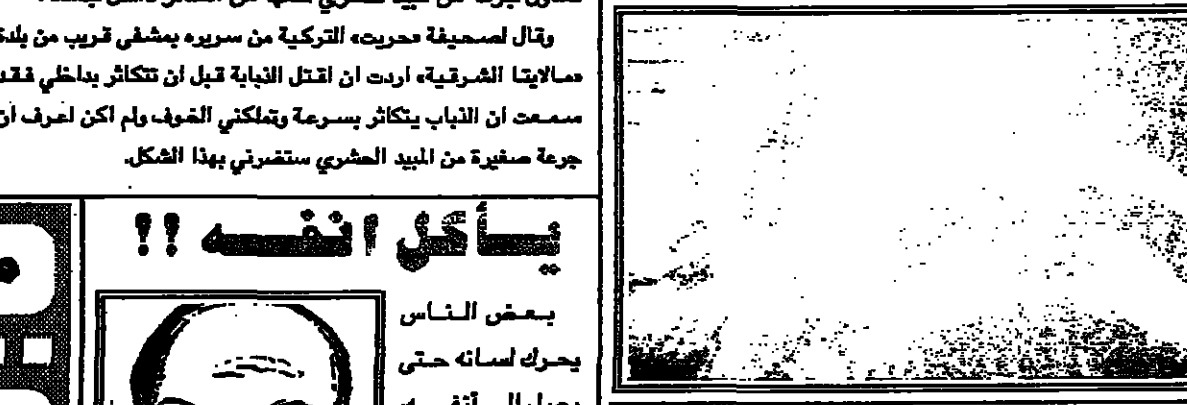 وقال لصحيفة «حريت» التركية من سريره بمشفى قريب من بلدة
«مالايتا الشرقية» اردت ان اقتل الذبابة قبل ان تتكاثر بداخلي فقد
سمعت ان الذباب يتكاثر بسرعة وتملكني الخوف ولم اكن اعرف ان
جرعة صغيرة من المبيد الحشري ستضرني بهذا الشكل.
يأكل انفه !!
بعض الناس
يحرك لسانه حتى